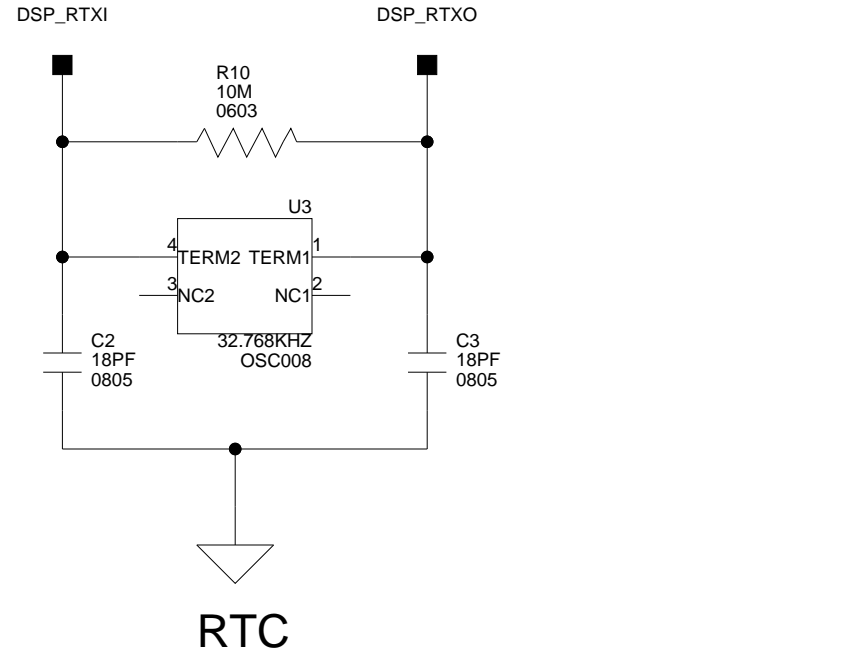 DSP_RTXI
DSP_RTXO
R10
10M
0603
U3
4
TERM2
TERM1
1
3
NC2
NC1
2
32.768KHZ
OSC008
C2
18PF
0805
C3
18PF
0805
RTC